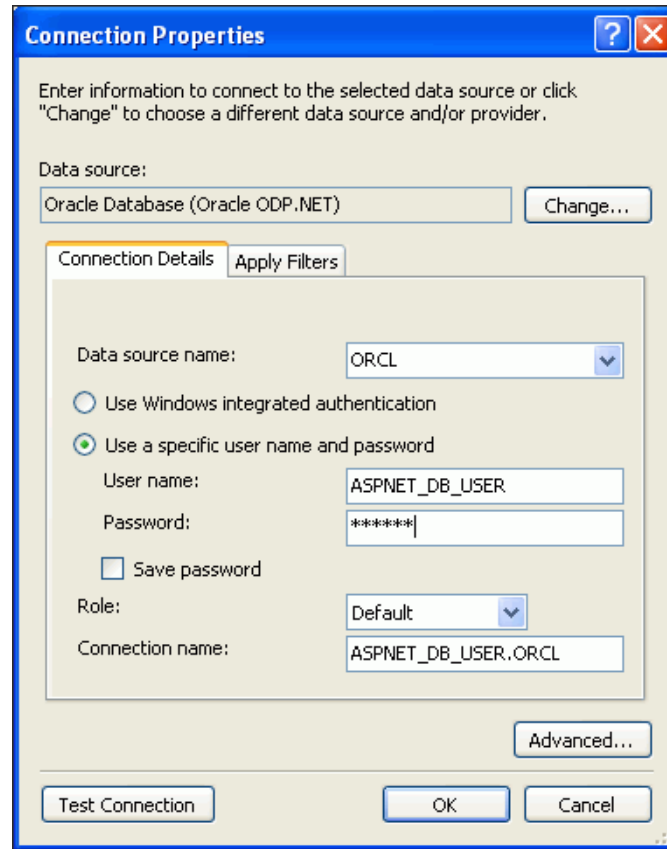 Connection Properties
?
Enter information to connect to the selected data source or click
"Change" to choose a different data source and/or provider.
Data source:
Oracle Database (Oracle ODP.NET)
Change...
Connection Details
Apply Filters
Data source name:
ORCL
Use Windows integrated authentication
Use a specific user name and password
User name:
ASPNET_DB_USER
Password:
******
Save password
Role:
Default
Connection name:
ASPNET_DB_USER.ORCL
Advanced...
Test Connection
OK
Cancel